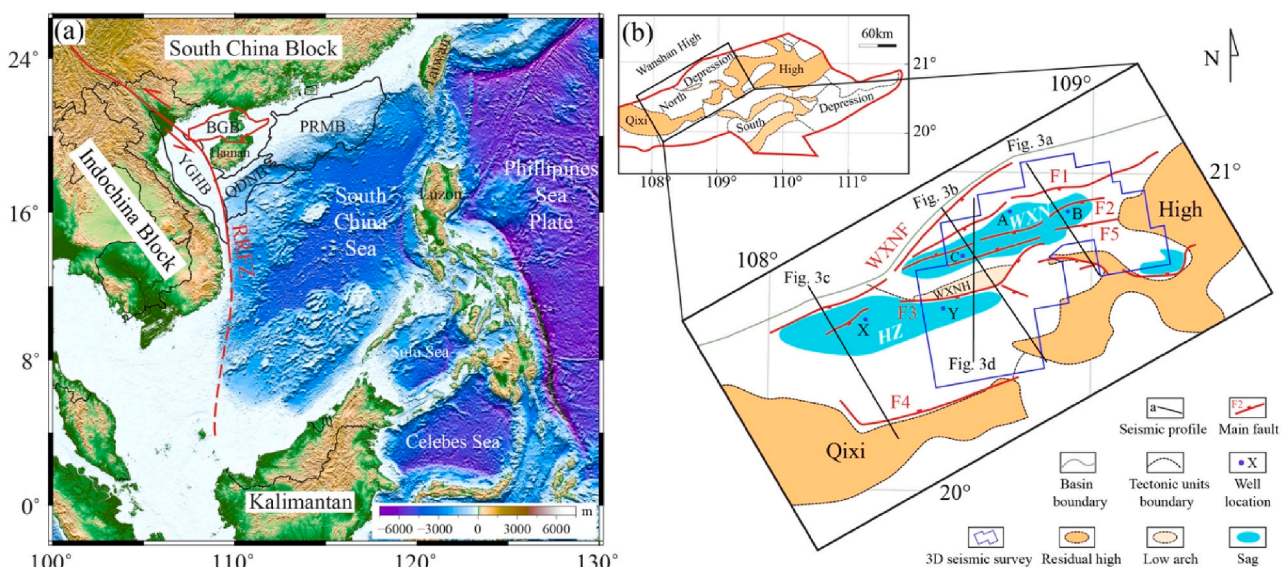 (a)
24°
16°
8°
0°
100°
110°
120°
130°
South China Block
Taiwan
BGB
Hainan
PRMB
YGHB
QDNB
Indochina Block
RRFZ
South
China
Sea
Luzon
Phillipines
Sea
Plate
Sulu Sea
Celebes Sea
Kalimantan
m
−6000
−3000
0
3000
6000
(b)
60km
Wanshan High
North
Depression
High
Qixi
South
Depression
21°
20°
108°
109°
110°
111°
N
109°
Fig. 3a
21°
F1
Fig. 3b
WXN
A
B
F2
High
F5
WXNF
C
108°
Fig. 3c
WXNH
F3
X
Y
HZ
Fig. 3d
F4
Qixi
20°
a
F2
Seismic profile
Main fault
X
Basin
boundary
Tectonic units
boundary
Well
location
3D seismic survey
Residual high
Low arch
Sag